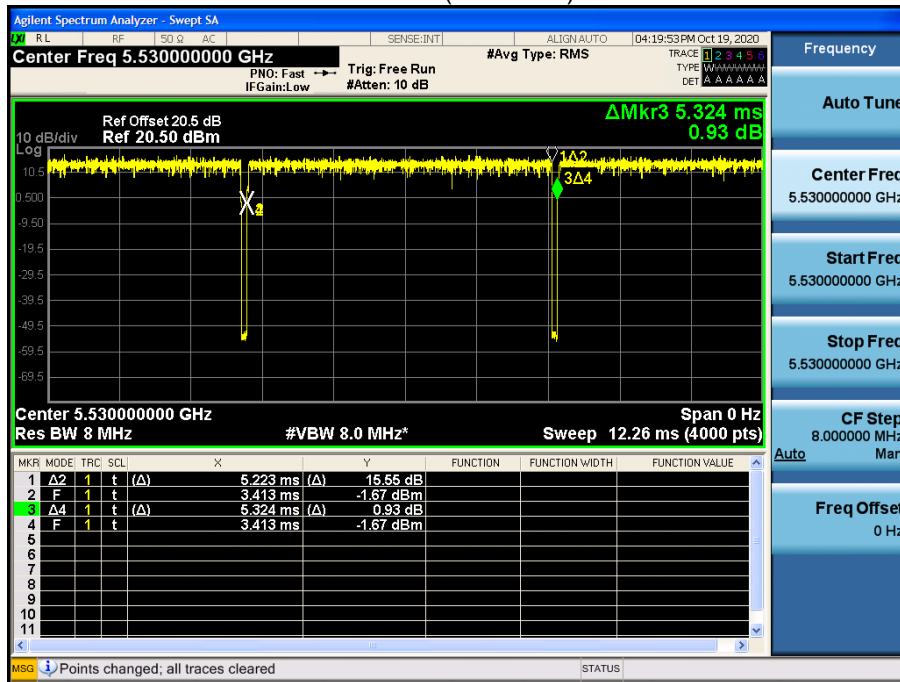 Agilent Spectrum Analyzer - Swept SA
LXI RL RF 50 Ω AC SENSE:INT ALIGN AUTO 04:19:53 PM Oct 19, 2020
Center Freq 5.530000000 GHz #Avg Type: RMS TRACE 1 2 3 4 5 6
PNO: Fast Trig: Free Run TYPE WWWWWW
IFGain:Low #Atten: 10 dB DET A A A A A A
Frequency
ΔMkr3 5.324 ms
0.93 dB
Ref Offset 20.5 dB
10 dB/div Ref 20.50 dBm
Log
10.5
0.500
-9.50
-19.5
-29.5
-39.5
-49.5
-59.5
-69.5
1Δ2
3Δ4
2
Center 5.530000000 GHz Span 0 Hz
Res BW 8 MHz #VBW 8.0 MHz* Sweep 12.26 ms (4000 pts)
MKR MODE TRC SCL X Y FUNCTION FUNCTION WIDTH FUNCTION VALUE
1 Δ2 1 t (Δ) 5.223 ms (Δ) 15.55 dB
2 F 1 t 3.413 ms -1.67 dBm
3 Δ4 1 t (Δ) 5.324 ms (Δ) 0.93 dB
4 F 1 t 3.413 ms -1.67 dBm
5
6
7
8
9
10
11
MSG Points changed; all traces cleared STATUS
Auto Tune
Center Freq
5.530000000 GHz
Start Freq
5.530000000 GHz
Stop Freq
5.530000000 GHz
CF Step
8.000000 MHz
Auto Man
Freq Offset
0 Hz